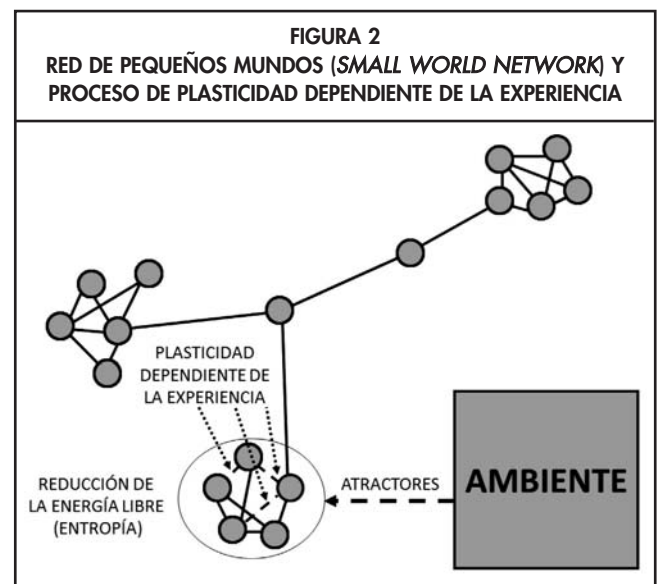 FIGURA 2
RED DE PEQUEÑOS MUNDOS (SMALL WORLD NETWORK) Y
PROCESO DE PLASTICIDAD DEPENDIENTE DE LA EXPERIENCIA
PLASTICIDAD
DEPENDIENTE DE
LA EXPERIENCIA
REDUCCIÓN DE
LA ENERGÍA LIBRE
(ENTROPÍA)
ATRACTORES
AMBIENTE